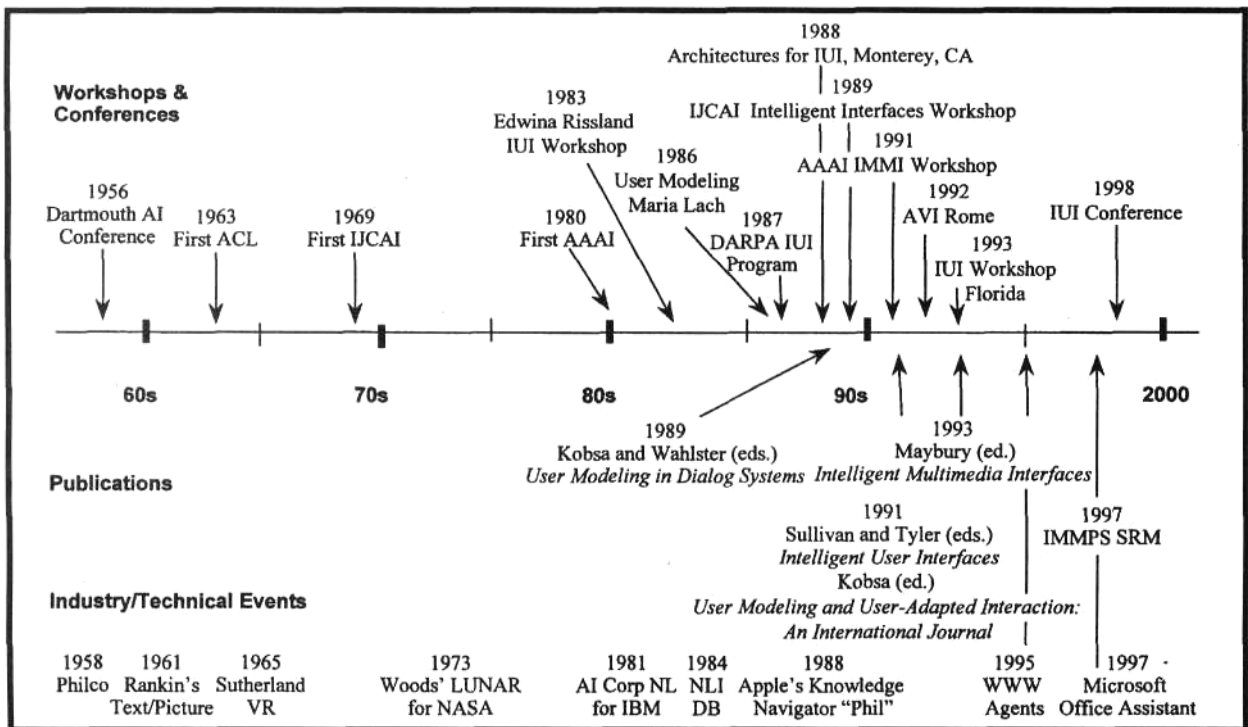 1988
Architectures for IUI, Monterey, CA
Workshops &
Conferences
1983
Edwina Rissland
IUI Workshop
1989
IJCAI Intelligent Interfaces Workshop
1986
User Modeling
Maria Lach
1991
AAAI IMMI Workshop
1956
Dartmouth AI
Conference
1963
First ACL
1969
First IJCAI
1980
First AAAI
1987
DARPA IUI
Program
1992
AVI Rome
1993
IUI Workshop
Florida
1998
IUI Conference
60s
70s
80s
90s
2000
1989
Kobsa and Wahlster (eds.)
User Modeling in Dialog Systems
1993
Maybury (ed.)
Intelligent Multimedia Interfaces
Publications
1991
Sullivan and Tyler (eds.)
Intelligent User Interfaces
Kobsa (ed.)
User Modeling and User-Adapted Interaction:
An International Journal
1997
IMMPS SRM
Industry/Technical Events
1958
Philco
1961
Rankin's
Text/Picture
1965
Sutherland
VR
1973
Woods' LUNAR
for NASA
1981
AI Corp NL
for IBM
1984
NLI
DB
1988
Apple's Knowledge
Navigator "Phil"
1995
WWW
Agents
1997
Microsoft
Office Assistant